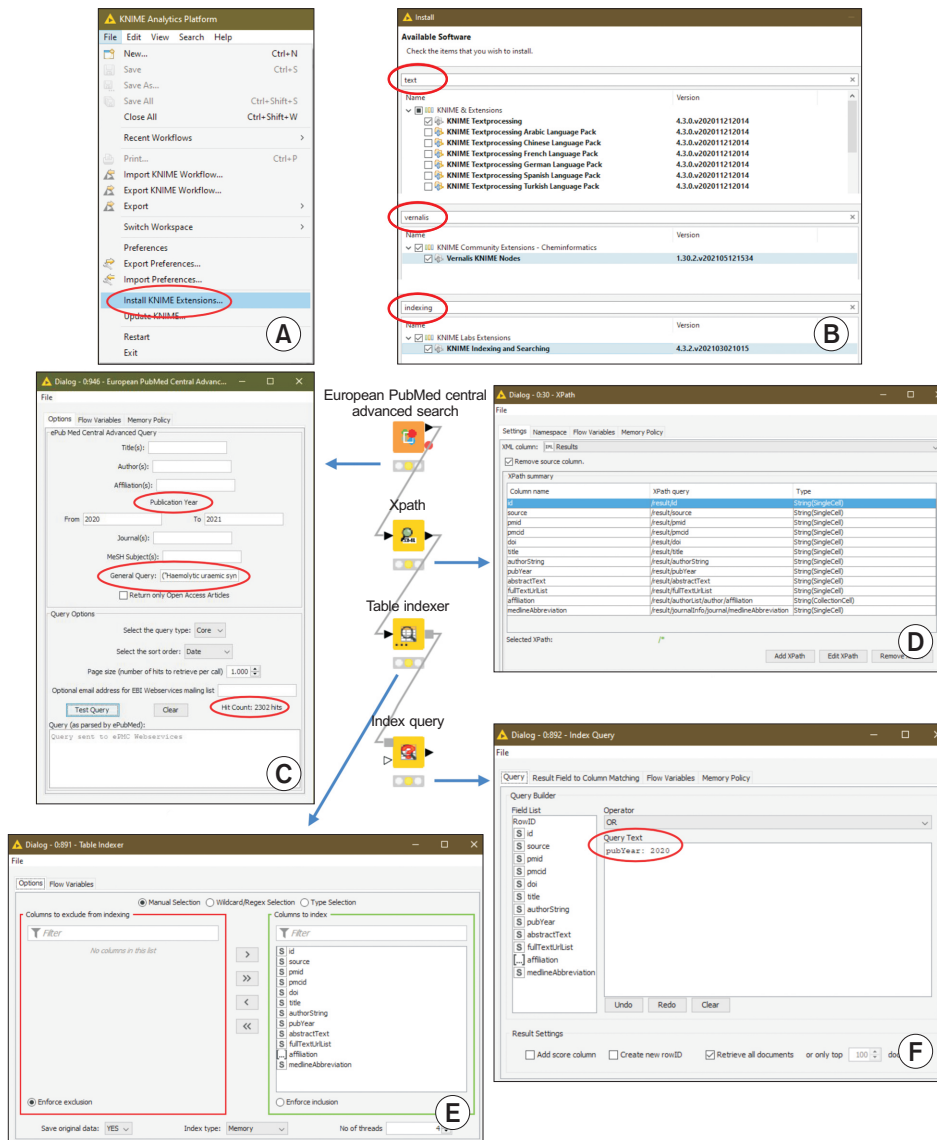 KNIME Analytics Platform
File Edit View Search Help
New... Ctrl+N
Save Ctrl+S
Save As...
Save All Ctrl+Shift+S
Close All Ctrl+Shift+W
Recent Workflows
Print... Ctrl+P
Import KNIME Workflow...
Export KNIME Workflow...
Export
Switch Workspace
Preferences
Export Preferences...
Import Preferences...
Install KNIME Extensions...
Update KNIME...
Restart
Exit
A
Install
Available Software
Check the items that you wish to install.
text
Name Version
KNIME & Extensions
KNIME Textprocessing 4.3.0.v202011212014
KNIME Textprocessing Arabic Language Pack 4.3.0.v202011212014
KNIME Textprocessing Chinese Language Pack 4.3.0.v202011212014
KNIME Textprocessing French Language Pack 4.3.0.v202011212014
KNIME Textprocessing German Language Pack 4.3.0.v202011212014
KNIME Textprocessing Spanish Language Pack 4.3.0.v202011212014
KNIME Textprocessing Turkish Language Pack 4.3.0.v202011212014
vernalis
Name Version
KNIME Community Extensions - Cheminformatics
Vernalis KNIME Nodes 1.30.2.v202105121534
indexing
Name Version
KNIME Labs Extensions
KNIME Indexing and Searching 4.3.2.v202103021015
B
Dialog - 0:946 - European PubMed Central Advanc...
File
Options Flow Variables Memory Policy
ePub Med Central Advanced Query
Title(s):
Author(s):
Affiliation(s):
Publication Year
From 2020 To 2021
Journal(s):
MeSH Subject(s):
General Query: ("Haemolytic uraemic syn
Return only Open Access Articles
Query Options
Select the query type: Core
Select the sort order: Date
Page size (number of hits to retrieve per call) 1.000
Optional email address for EBI Webservices mailing list
Test Query Clear Hit Count: 2302 hits
Query (as parsed by ePubMed):
Query sent to ePMC Webservices
C
European PubMed central
advanced search
Xpath
Table indexer
Index query
Dialog - 0:30 - XPath
File
Settings Namespace Flow Variables Memory Policy
XML column: XML Results
Remove source column.
XPath summary
Column name XPath query Type
id /result/id String(SingleCell)
source /result/source String(SingleCell)
pmid /result/pmid String(SingleCell)
pmcid /result/pmcid String(SingleCell)
doi /result/doi String(SingleCell)
title /result/title String(SingleCell)
authorString /result/authorString String(SingleCell)
pubYear /result/pubYear String(SingleCell)
abstractText /result/abstractText String(SingleCell)
fullTextUrlList /result/fullTextUrlList String(SingleCell)
affiliation /result/authorList/author/affiliation String(CollectionCell)
medlineAbbreviation /result/journalInfo/journal/medlineAbbreviation String(SingleCell)
Selected XPath: /*
Add XPath Edit XPath Remove
D
Dialog - 0:892 - Index Query
File
Query Result Field to Column Matching Flow Variables Memory Policy
Query Builder
Field List Operator
RowID OR
S id Query Text
S source pubYear: 2020
S pmid
S pmcid
S doi
S title
S authorString
S pubYear
S abstractText
S fullTextUrlList
[...] affiliation
S medlineAbbreviation
Undo Redo Clear
Result Settings
Add score column Create new rowID Retrieve all documents or only top 100
F
Dialog - 0:891 - Table Indexer
File
Options Flow Variables
Manual Selection Wildcard/Regex Selection Type Selection
Columns to exclude from indexing Columns to index
Filter Filter
No columns in this list
S id
S source
S pmid
S pmcid
S doi
S title
S authorString
S pubYear
S abstractText
S fullTextUrlList
[...] affiliation
S medlineAbbreviation
Enforce exclusion Enforce inclusion
Save original data: YES Index type: Memory No of threads 4
E